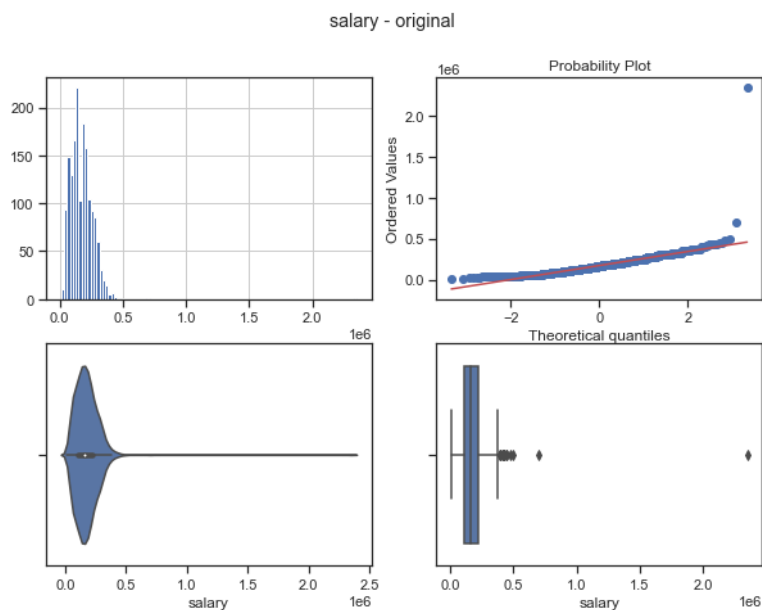 salary - original
200
150
100
50
0
0.0 0.5 1.0 1.5 2.0
1e6
1e6
Probability Plot
Ordered Values
2.0
1.5
1.0
0.5
0.0
−2 0 2
Theoretical quantiles
0.0 0.5 1.0 1.5 2.0 2.5
salary
1e6
0.0 0.5 1.0 1.5 2.0
salary
1e6